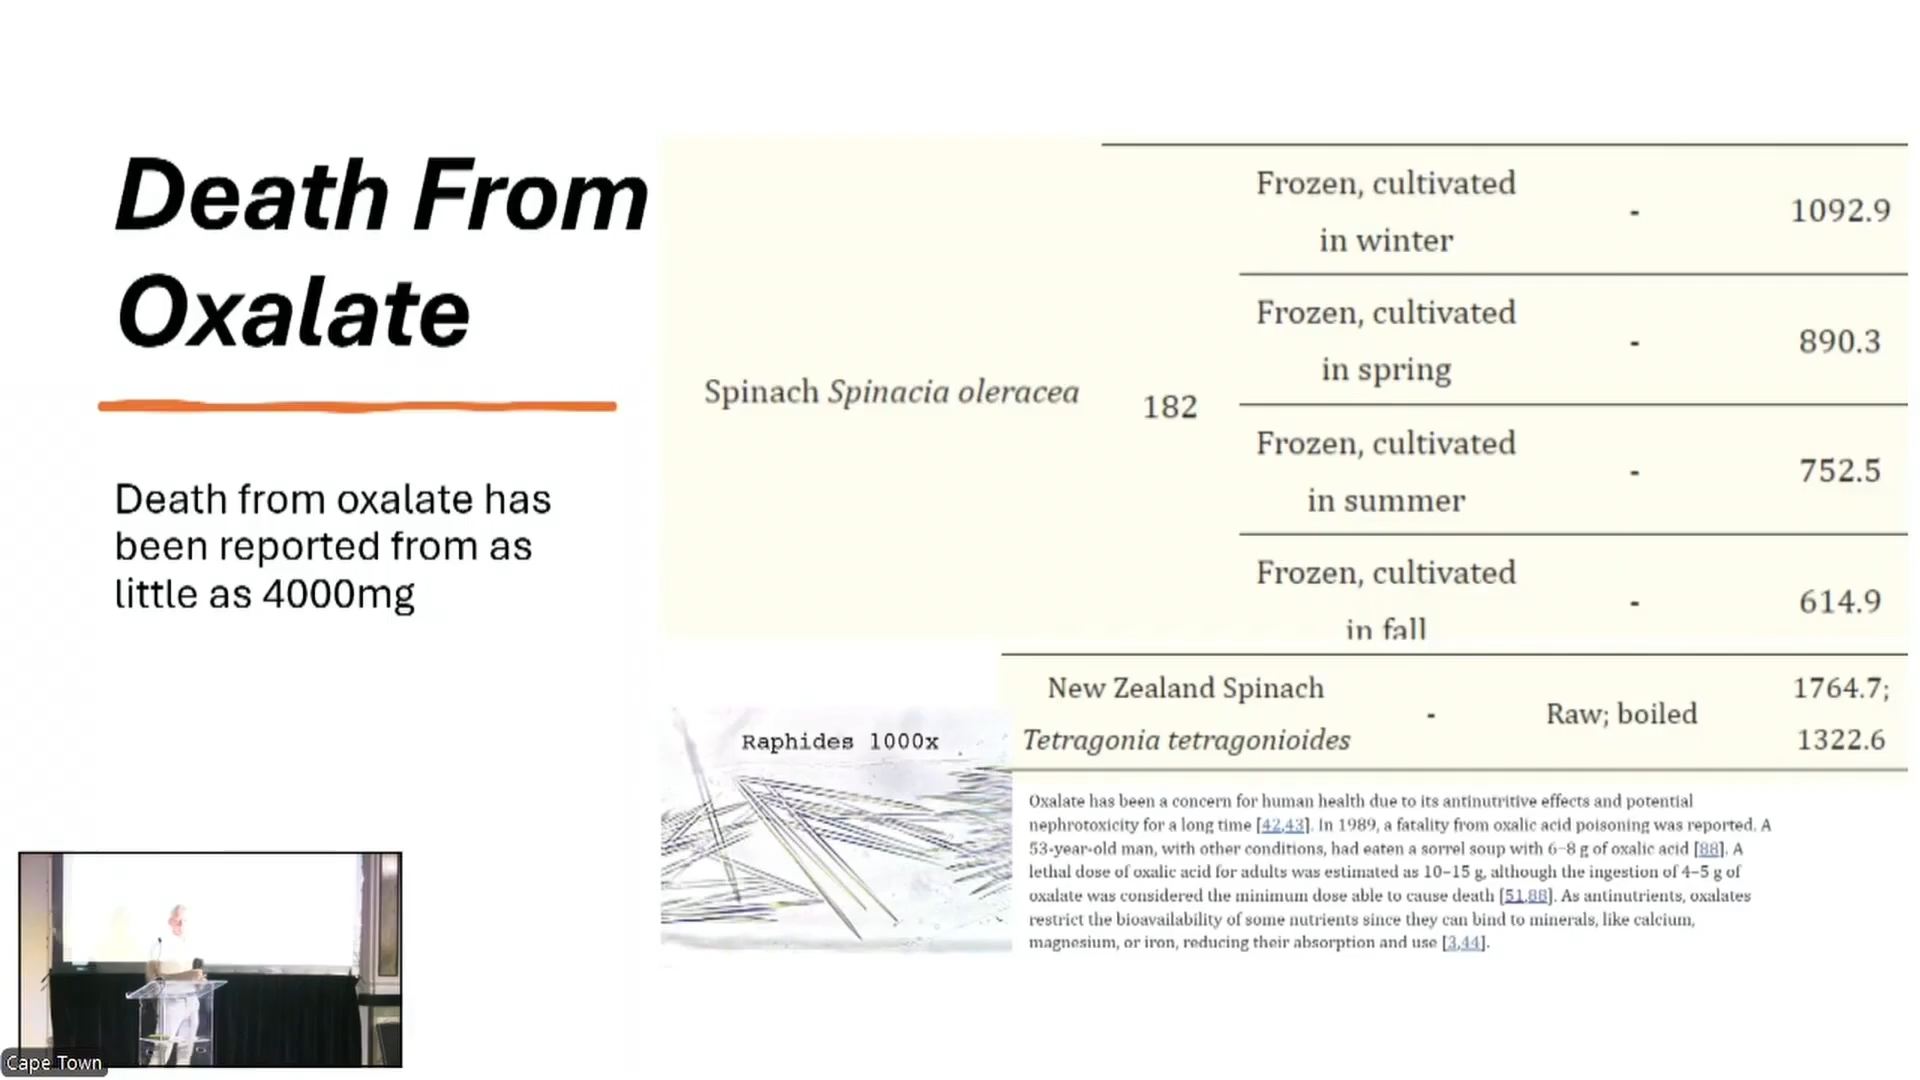 Death From
Oxalate
Death from oxalate has
been reported from as
little as 4000mg
Spinach Spinacia oleracea
182
Frozen, cultivated
in winter
-
1092.9
Frozen, cultivated
in spring
-
890.3
Frozen, cultivated
in summer
-
752.5
Frozen, cultivated
in fall
-
614.9
New Zealand Spinach
Tetragonia tetragonioides
-
Raw; boiled
1764.7;
1322.6
Raphides 1000x
Oxalate has been a concern for human health due to its antinutritive effects and potential
nephrotoxicity for a long time [42,43]. In 1989, a fatality from oxalic acid poisoning was reported. A
53-year-old man, with other conditions, had eaten a sorrel soup with 6–8 g of oxalic acid [88]. A
lethal dose of oxalic acid for adults was estimated as 10–15 g, although the ingestion of 4–5 g of
oxalate was considered the minimum dose able to cause death [51,88]. As antinutrients, oxalates
restrict the bioavailability of some nutrients since they can bind to minerals, like calcium,
magnesium, or iron, reducing their absorption and use [3,44].
Cape Town